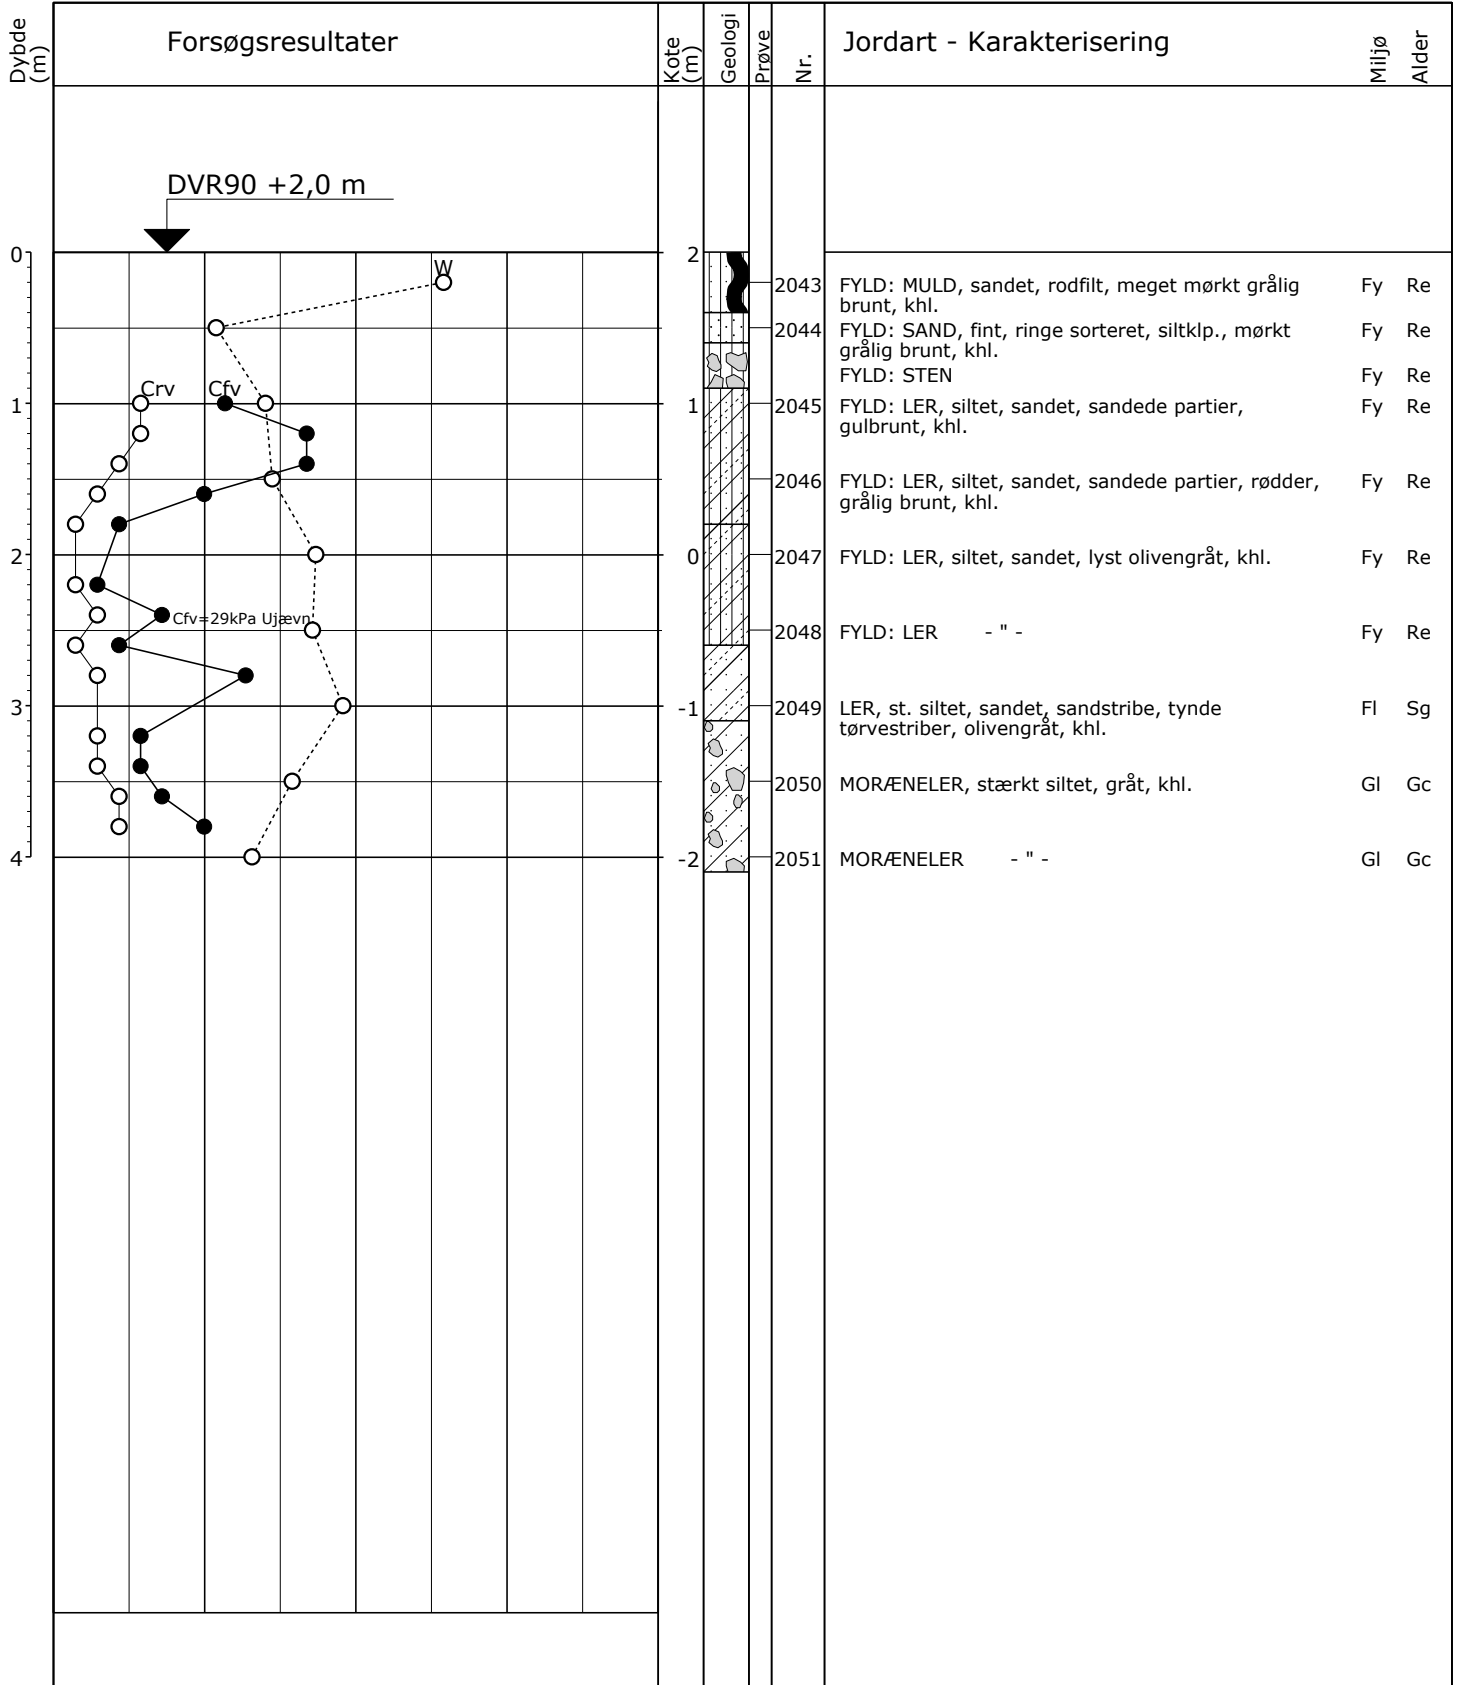 Dybde
(m)
Forsøgsresultater
Kote
(m)
Geologi
Prøve
Nr.
Jordart - Karakterisering
Miljø
Alder
DVR90 +2,0 m
0
2
W
2043 FYLD: MULD, sandet, rodfilt, meget mørkt grålig Fy Re
brunt, khl.
2044 FYLD: SAND, fint, ringe sorteret, siltklp., mørkt Fy Re
grålig brunt, khl.
FYLD: STEN Fy Re
Crv Cfv
1
1
2045 FYLD: LER, siltet, sandet, sandede partier, Fy Re
gulbrunt, khl.
2046 FYLD: LER, siltet, sandet, sandede partier, rødder, Fy Re
grålig brunt, khl.
2
0
2047 FYLD: LER, siltet, sandet, lyst olivengråt, khl. Fy Re
Cfv=29kPa Ujævn
2048 FYLD: LER - " - Fy Re
3
-1
2049 LER, st. siltet, sandet, sandstribe, tynde Fl Sg
tørvestriber, olivengråt, khl.
2050 MORÆNELER, stærkt siltet, gråt, khl. Gl Gc
4
-2
2051 MORÆNELER - " - Gl Gc